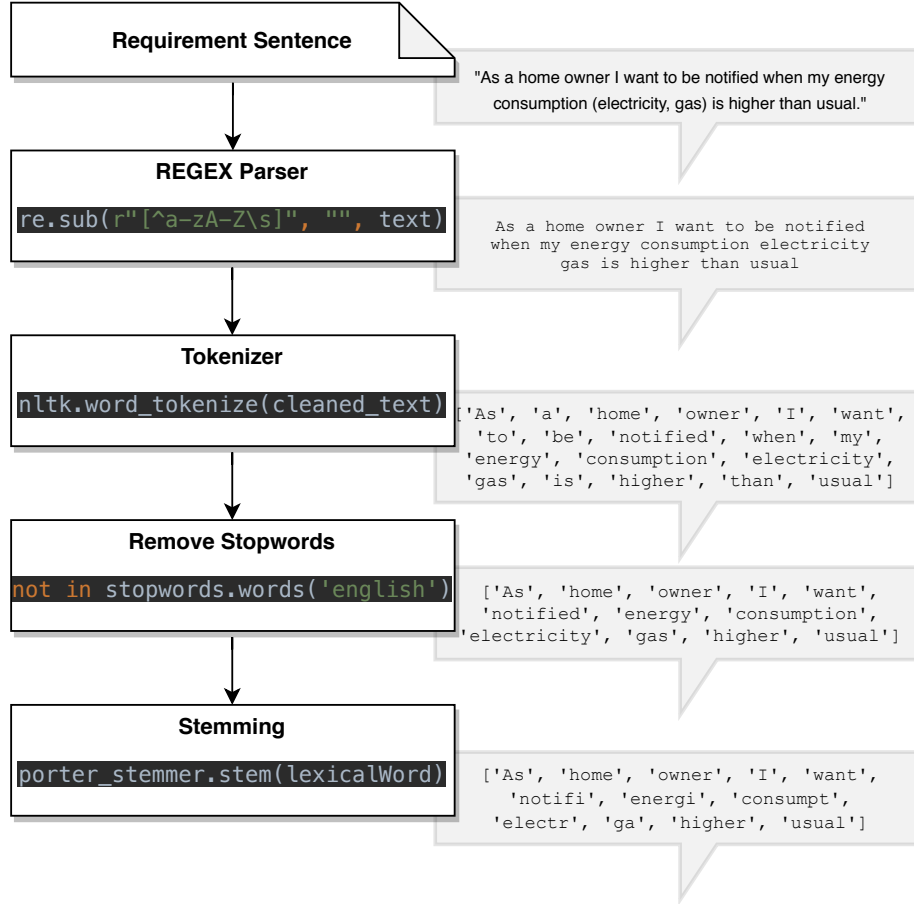 Requirement Sentence
"As a home owner I want to be notified when my energy
consumption (electricity, gas) is higher than usual."
REGEX Parser
re.sub(r"[^a-zA-Z\s]", "", text)
As a home owner I want to be notified
when my energy consumption electricity
gas is higher than usual
Tokenizer
nltk.word_tokenize(cleaned_text)
['As', 'a', 'home', 'owner', 'I', 'want',
'to', 'be', 'notified', 'when', 'my',
'energy', 'consumption', 'electricity',
'gas', 'is', 'higher', 'than', 'usual']
Remove Stopwords
not in stopwords.words('english')
['As', 'home', 'owner', 'I', 'want',
'notified', 'energy', 'consumption',
'electricity', 'gas', 'higher', 'usual']
Stemming
porter_stemmer.stem(lexicalWord)
['As', 'home', 'owner', 'I', 'want',
'notifi', 'energi', 'consumpt',
'electr', 'ga', 'higher', 'usual']